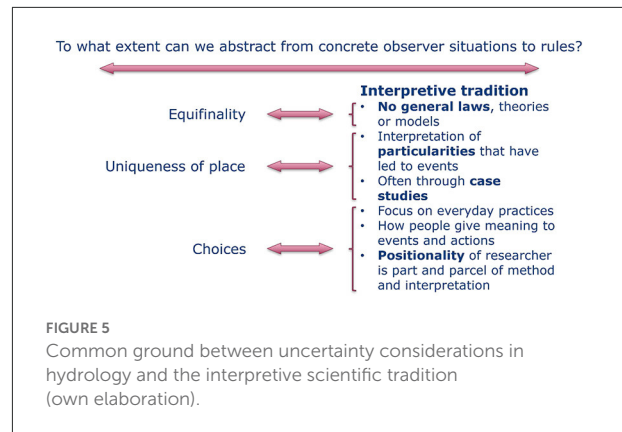 To what extent can we abstract from concrete observer situations to rules?
Interpretive tradition
Equifinality
• No general laws, theories
or models
Uniqueness of place
• Interpretation of
particularities that have
led to events
• Often through case
studies
Choices
• Focus on everyday practices
• How people give meaning to
events and actions
• Positionality of researcher
is part and parcel of method
and interpretation
FIGURE 5
Common ground between uncertainty considerations in
hydrology and the interpretive scientific tradition
(own elaboration).